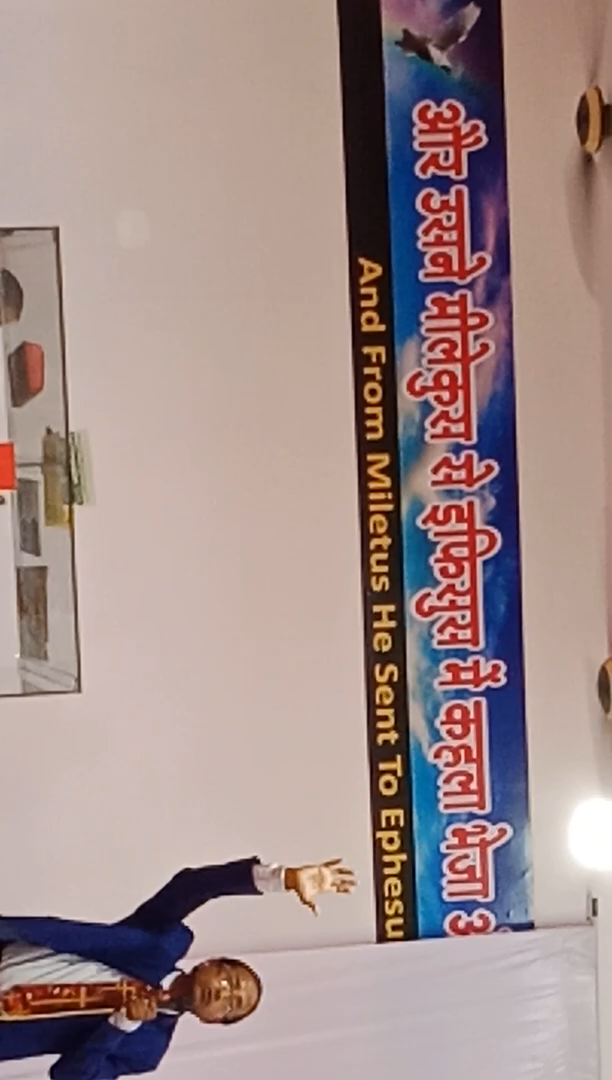 और उसने मीलेकुस से इफिसुस में कहला भेजा
And From Miletus He Sent To Ephesu